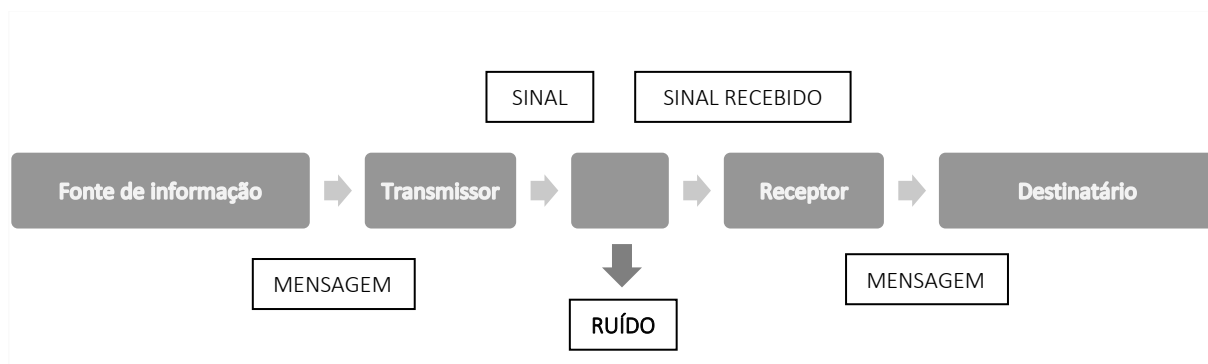 SINAL
SINAL RECEBIDO
Fonte de informação
Transmissor
Receptor
Destinatário
MENSAGEM
MENSAGEM
RUÍDO